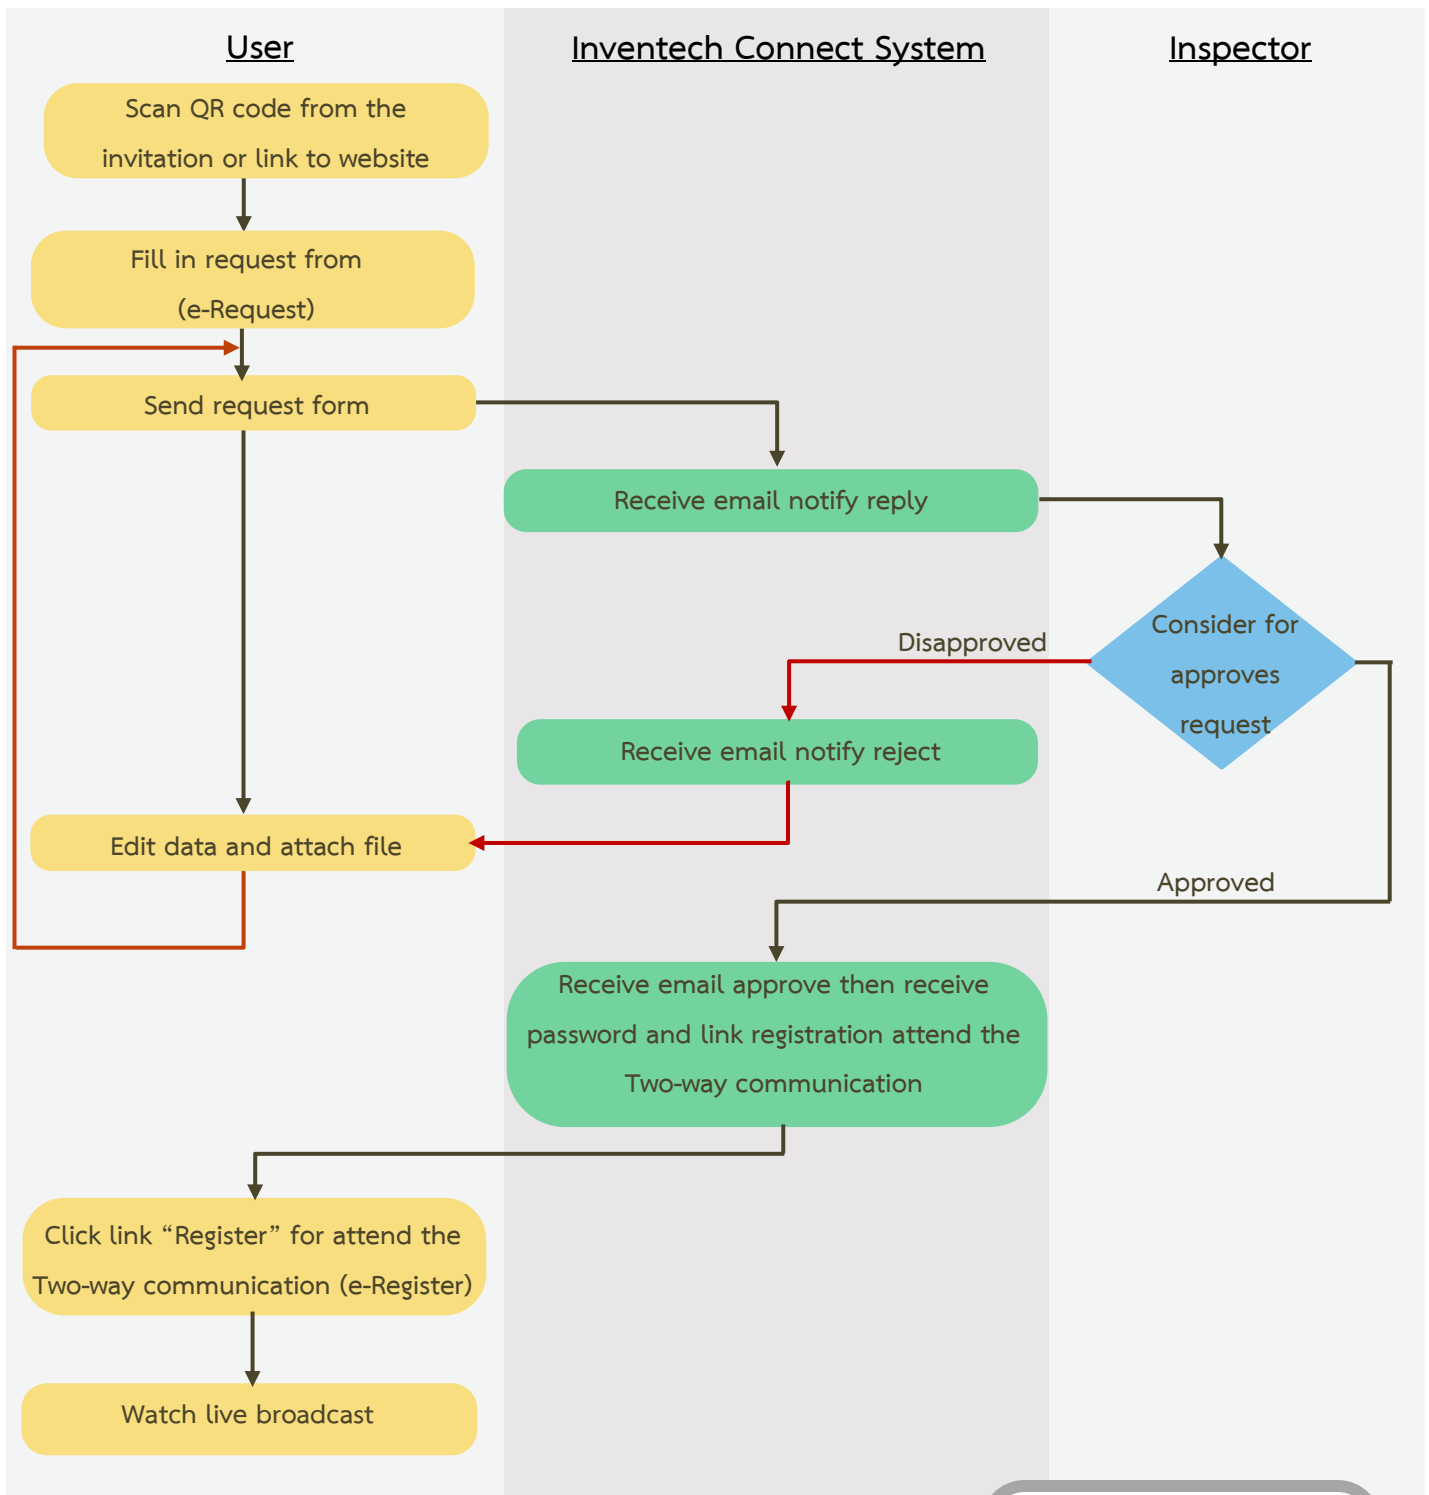 User
Inventech Connect System
Inspector
Scan QR code from the
invitation or link to website
Fill in request from
(e-Request)
Send request form
Receive email notify reply
Consider for
approves
request
Disapproved
Receive email notify reject
Edit data and attach file
Approved
Receive email approve then receive
password and link registration attend the
Two-way communication
Click link “Register” for attend the
Two-way communication (e-Register)
Watch live broadcast